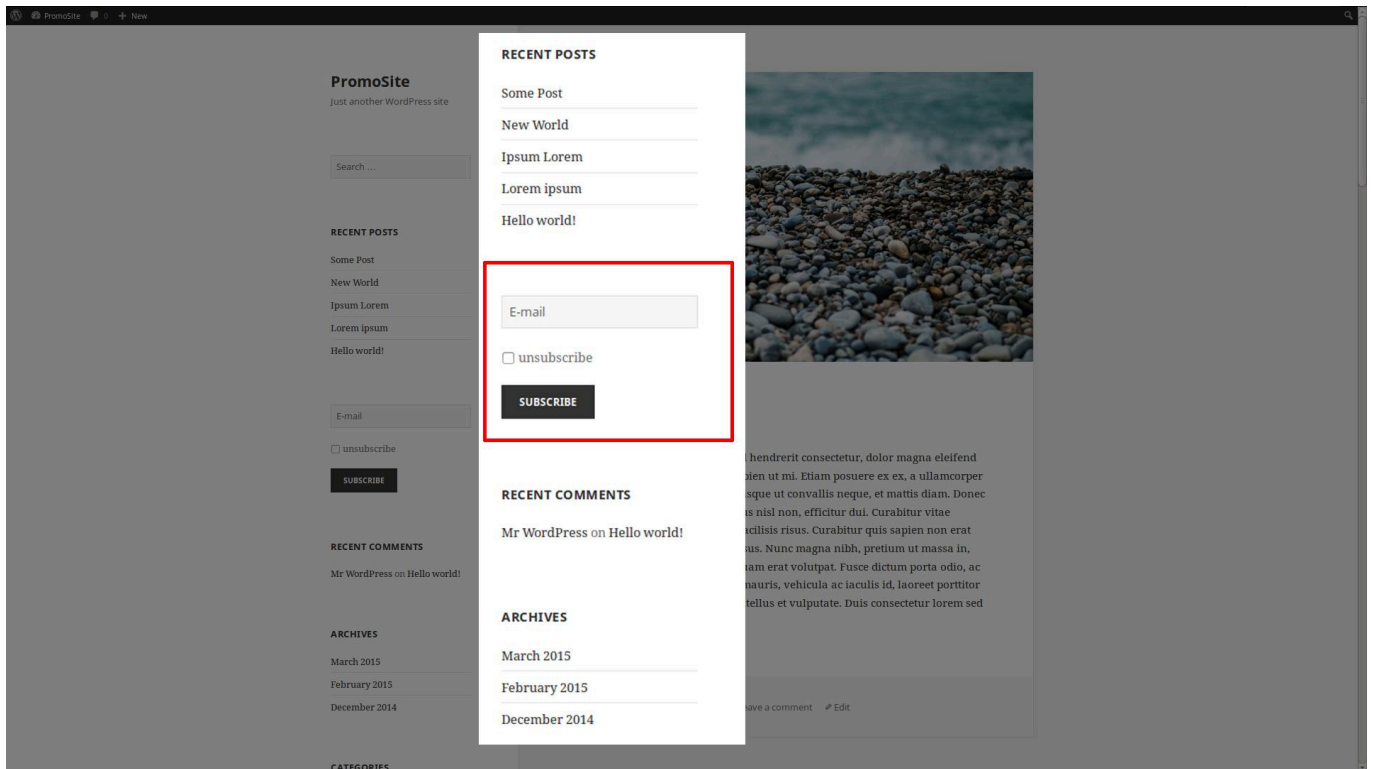 PromoSite 0 + New
PromoSite
Just another WordPress site
Search ...
RECENT POSTS
Some Post
New World
Ipsum Lorem
Lorem ipsum
Hello world!
E-mail
unsubscribe
SUBSCRIBE
RECENT COMMENTS
Mr WordPress on Hello world!
ARCHIVES
March 2015
February 2015
December 2014
CATEGORIES
RECENT POSTS
Some Post
New World
Ipsum Lorem
Lorem ipsum
Hello world!
E-mail
unsubscribe
SUBSCRIBE
RECENT COMMENTS
Mr WordPress on Hello world!
ARCHIVES
March 2015
February 2015
December 2014
hendrerit consectetur, dolor magna eleifend
ut mi. Etiam posuere ex ex, a ullamcorper
ut convallis neque, et mattis diam. Donec
nisl non, efficitur dui. Curabitur vitae
risus. Curabitur quis sapien non erat
Nunc magna nibh, pretium ut massa in,
erat volutpat. Fusce dictum porta odio, ac
mauris, vehicula ac iaculis id, laoreet porttitor
tellus et vulputate. Duis consectetur lorem sed
eave a comment Edit